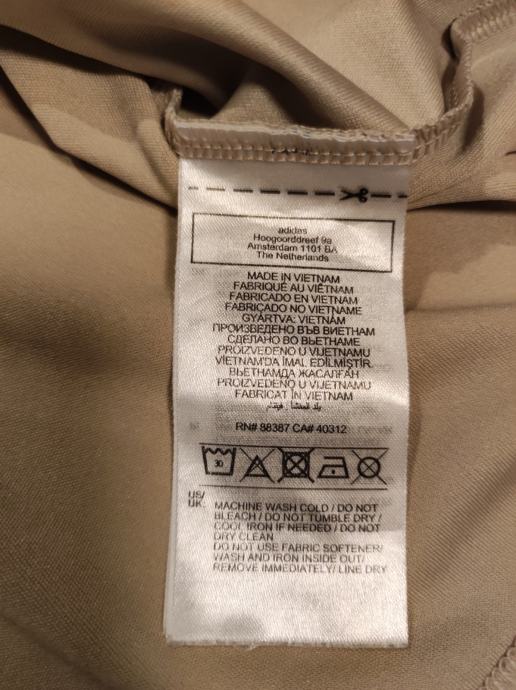 adidas
Hoogoorddreef 9a
Amsterdam 1101 BA
The Netherlands
MADE IN VIETNAM
FABRIQUÉ AU VIÊTNAM
FABRICADO EN VIETNAM
FABRICADO NO VIETNAME
GYÁRTVA: VIETNÁM
ПРОИЗВЕДЕНО ВЪВ ВИЕТНАМ
СДЕЛАНО ВО ВЬЕТНАМЕ
PROIZVEDENO U VIJETNAMU
VIETNAM'DA İMAL EDİLMİŞTİR
ВЬЕТНАМДА ЖАСАЛҒАН
PROIZVEDENO U VIJETNAMU
FABRICAT ÎN VIETNAM
RN# 88387 CA# 40312
30
US/
UK:
MACHINE WASH COLD / DO NOT
BLEACH / DO NOT TUMBLE DRY /
COOL IRON IF NEEDED / DO NOT
DRY CLEAN
DO NOT USE FABRIC SOFTENER/
WASH AND IRON INSIDE OUT/
REMOVE IMMEDIATELY/ LINE DRY